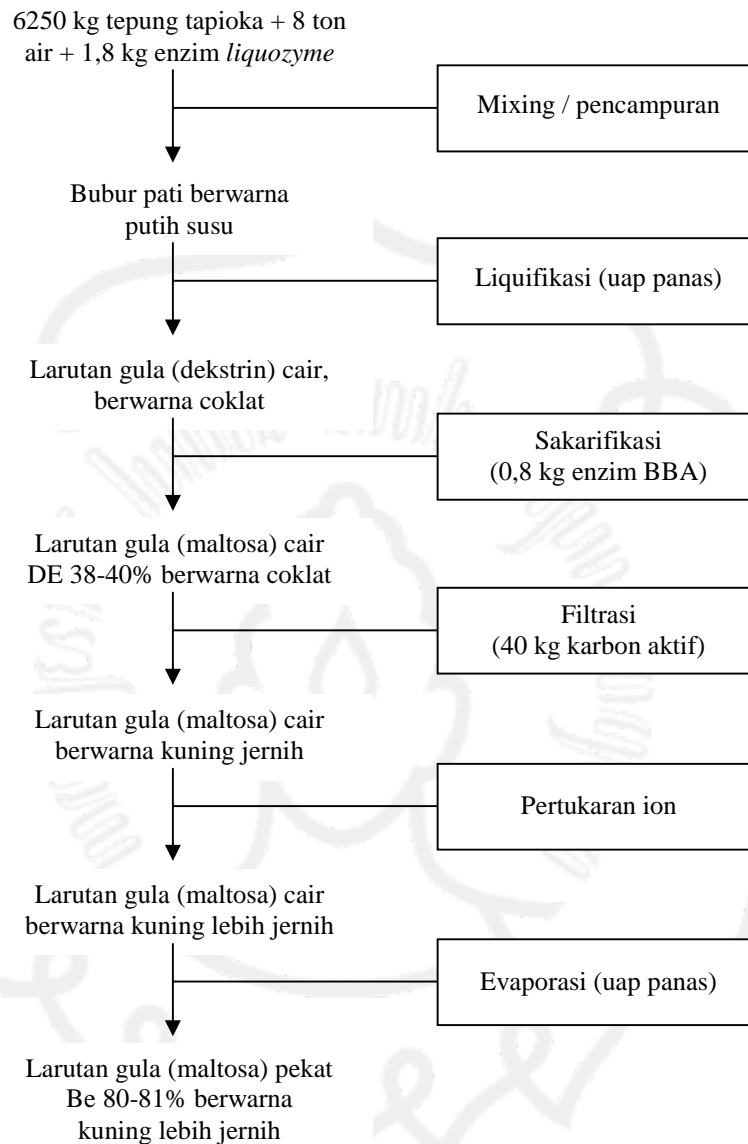 6250 kg tepung tapioka + 8 ton
air + 1,8 kg enzim liquozyme
Mixing / pencampuran
Bubur pati berwarna
putih susu
Liquifikasi (uap panas)
Larutan gula (dekstrin) cair,
berwarna coklat
Sakarifikasi
(0,8 kg enzim BBA)
Larutan gula (maltosa) cair
DE 38-40% berwarna coklat
Filtrasi
(40 kg karbon aktif)
Larutan gula (maltosa) cair
berwarna kuning jernih
Pertukaran ion
Larutan gula (maltosa) cair
berwarna kuning lebih jernih
Evaporasi (uap panas)
Larutan gula (maltosa) pekat
Be 80-81% berwarna
kuning lebih jernih